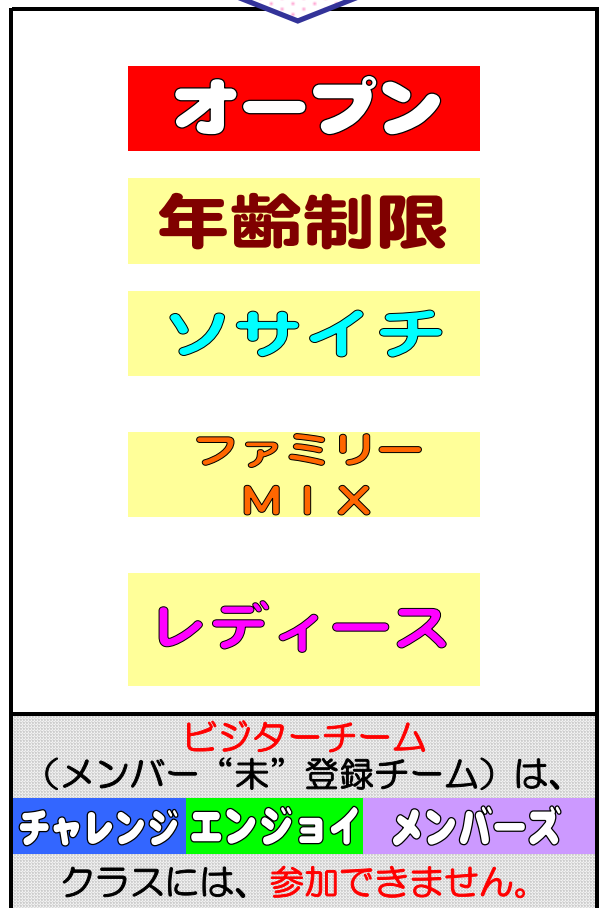 オープン
年齢制限
ソサイチ
ファミリー
ＭＩＸ
レディース
ビジターチーム
（メンバー“未”登録チーム）は、
チャレンジ エンジョイ メンバーズ
クラスには、参加できません。